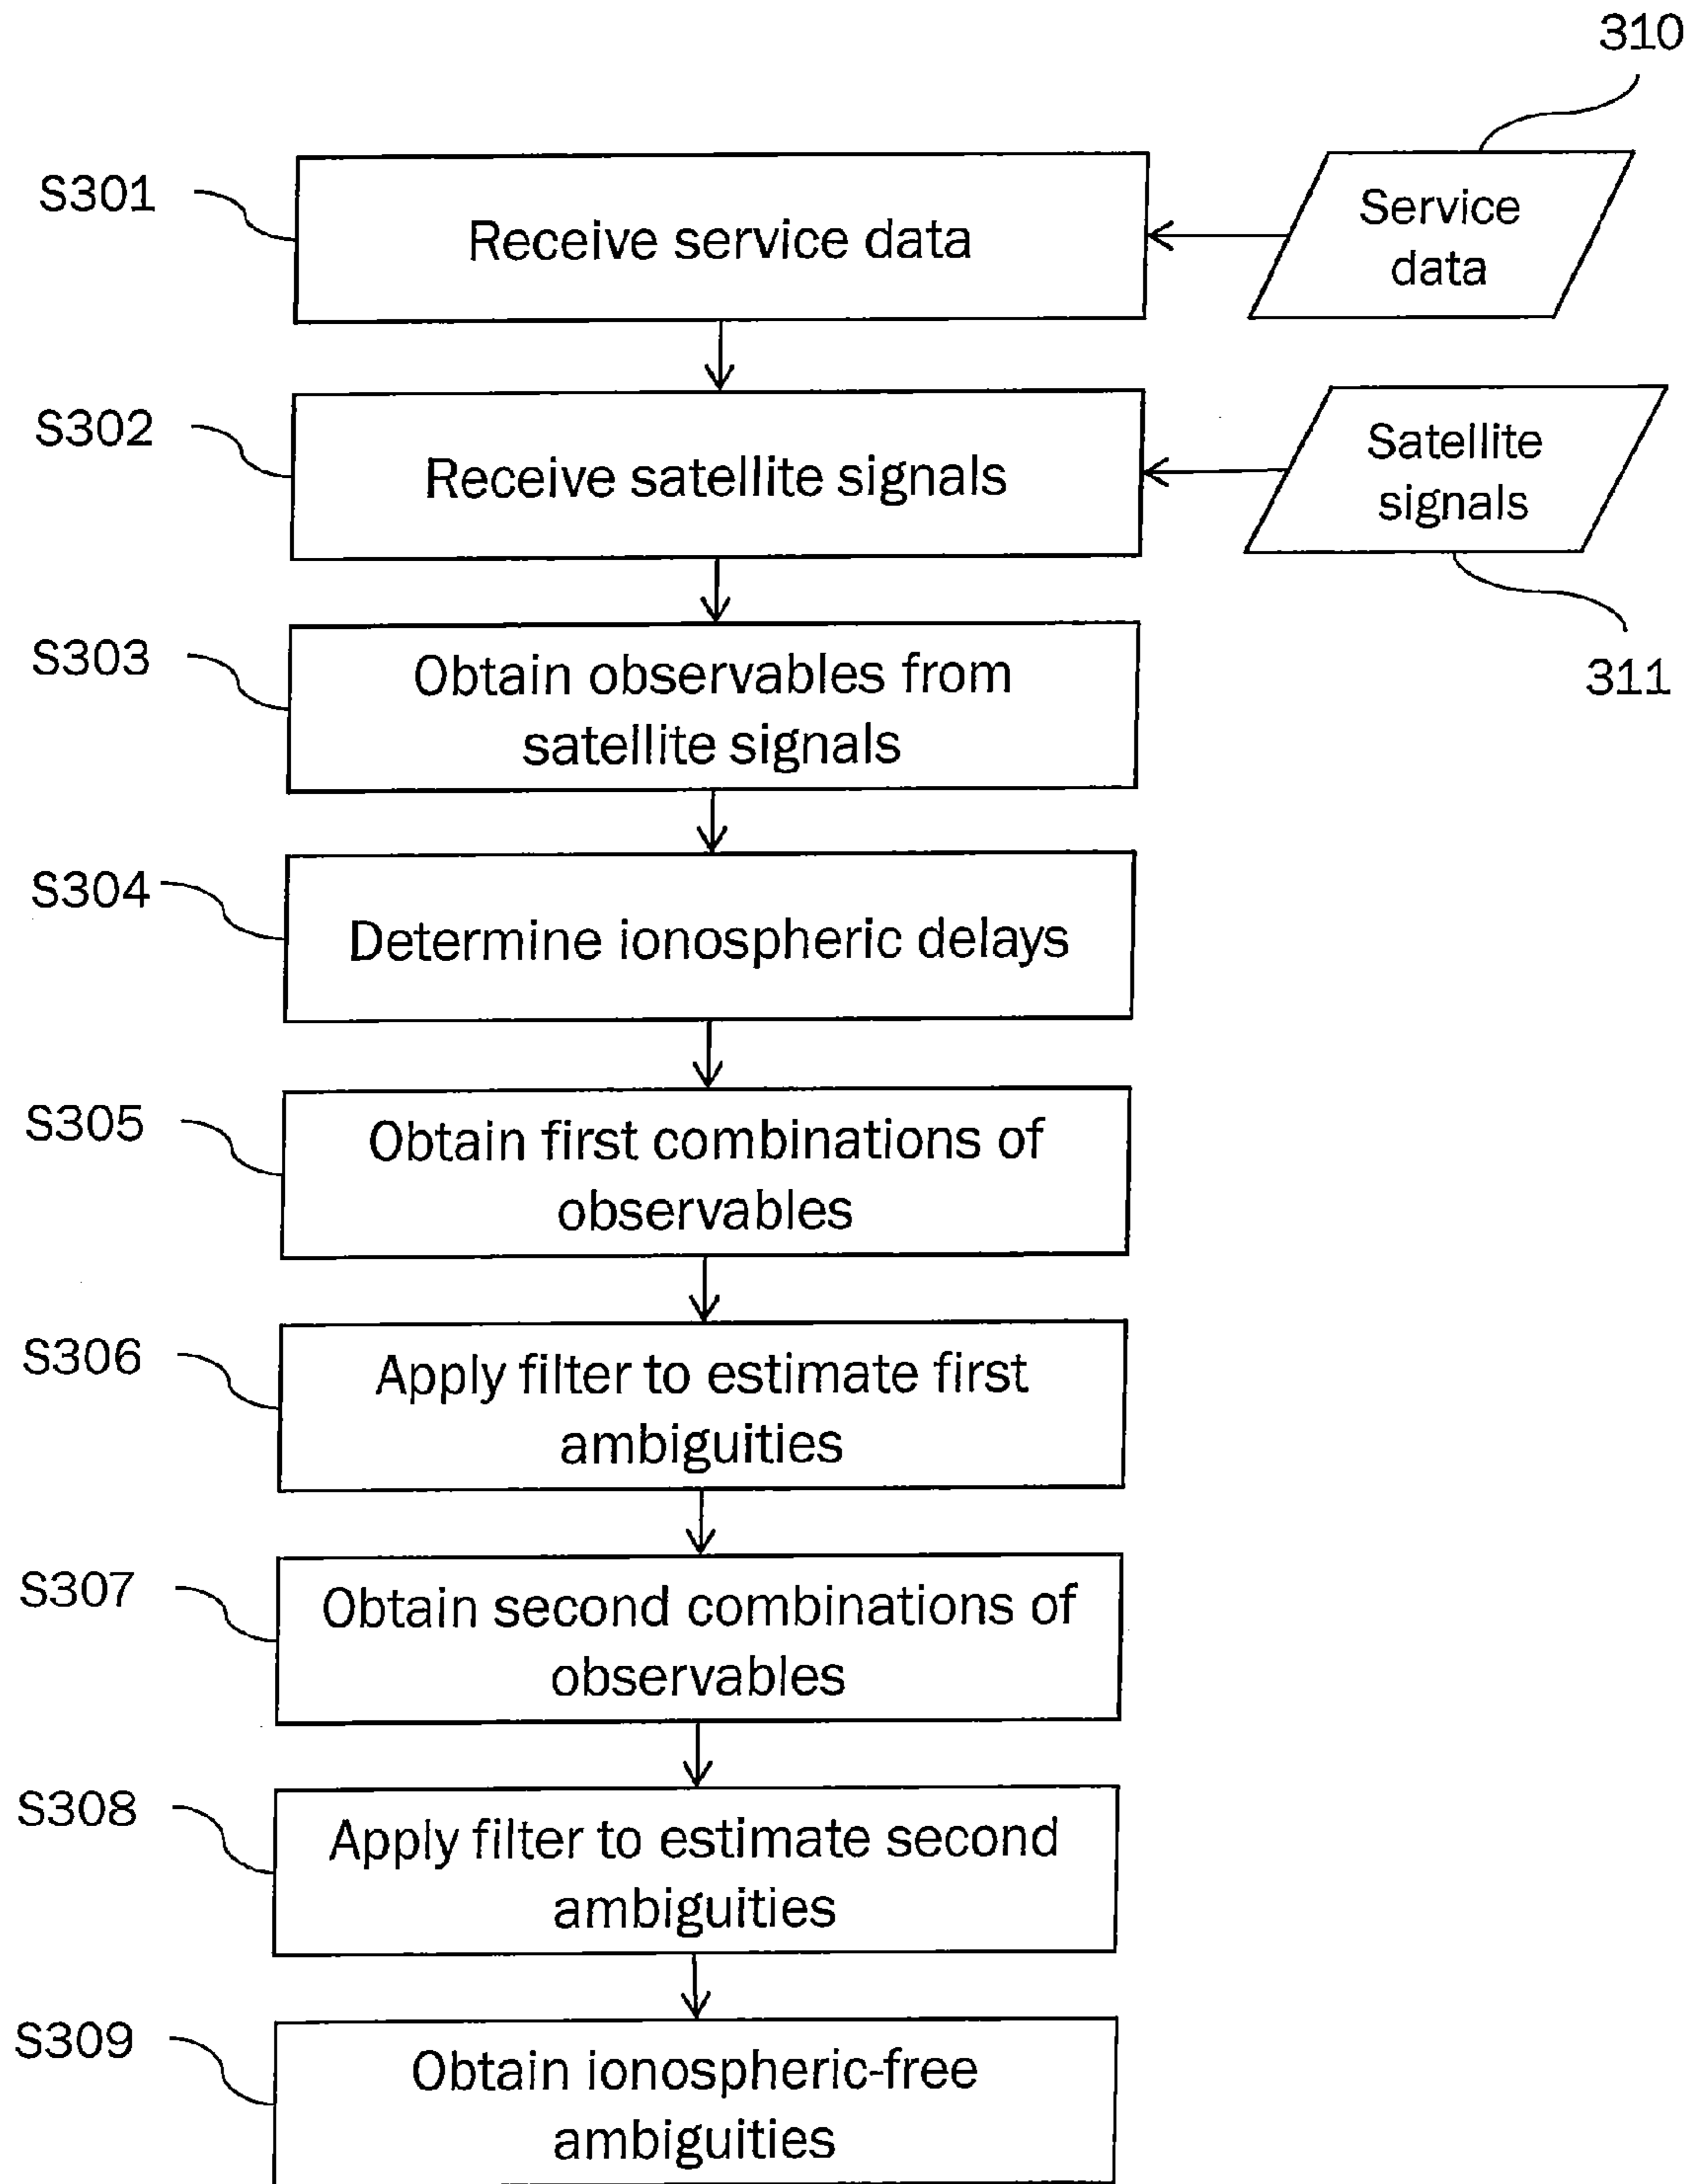 310
S301
Receive service data
Service
data
S302
Receive satellite signals
Satellite
signals
311
S303
Obtain observables from
satellite signals
S304
Determine ionospheric delays
S305
Obtain first combinations of
observables
S306
Apply filter to estimate first
ambiguities
S307
Obtain second combinations of
observables
S308
Apply filter to estimate second
ambiguities
S309
Obtain ionospheric-free
ambiguities